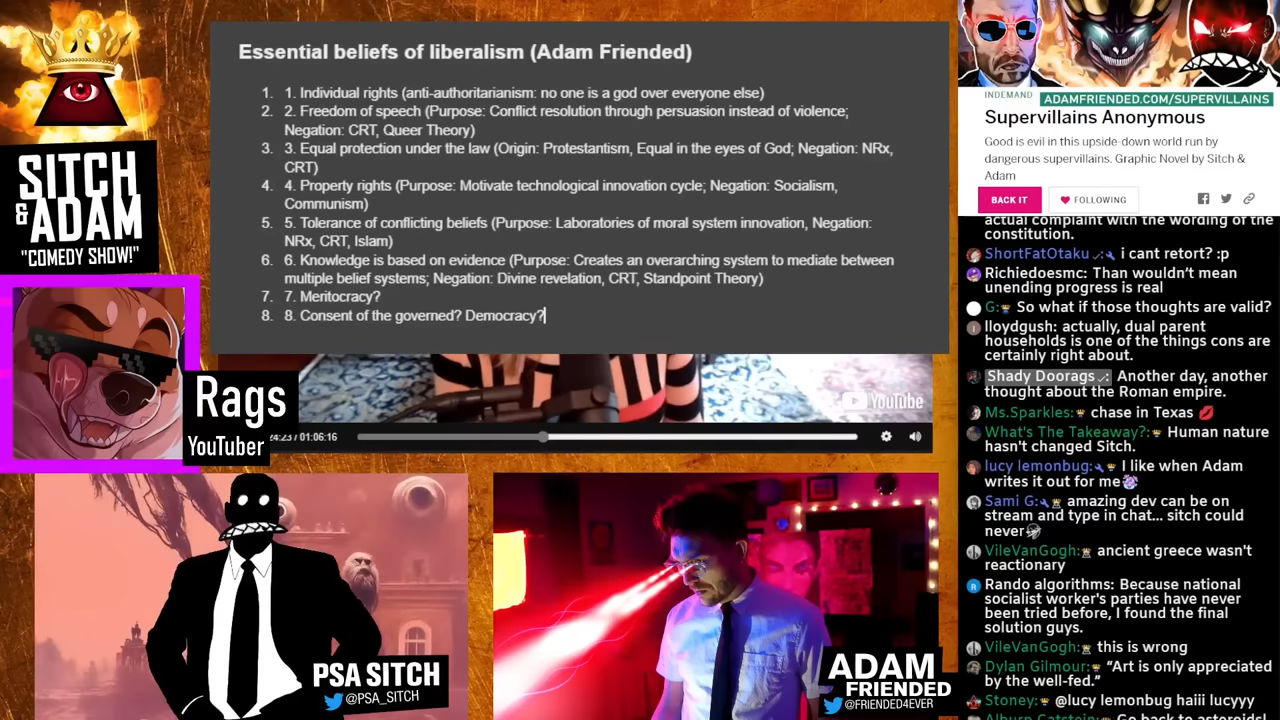 Essential beliefs of liberalism (Adam Friended)
1. 1. Individual rights (anti-authoritarianism: no one is a god over everyone else)
2. 2. Freedom of speech (Purpose: Conflict resolution through persuasion instead of violence;
Negation: CRT, Queer Theory)
3. 3. Equal protection under the law (Origin: Protestantism, Equal in the eyes of God; Negation: NRx,
CRT)
4. 4. Property rights (Purpose: Motivate technological innovation cycle; Negation: Socialism,
Communism)
5. 5. Tolerance of conflicting beliefs (Purpose: Laboratories of moral system innovation, Negation:
NRx, CRT, Islam)
6. 6. Knowledge is based on evidence (Purpose: Creates an overarching system to mediate between
multiple belief systems; Negation: Divine revelation, CRT, Standpoint Theory)
7. 7. Meritocracy?
8. 8. Consent of the governed? Democracy?
SITCH
& ADAM
"COMEDY SHOW!"
Rags
YouTuber
24:23 / 01:06:16
YouTube
PSA SITCH
@PSA_SITCH
ADAM
FRIENDED
@FRIENDED4EVER
INDEMAND
ADAMFRIENDED.COM/SUPERVILLAINS
Supervillains Anonymous
Good is evil in this upside-down world run by
dangerous supervillains. Graphic Novel by Sitch &
Adam
BACK IT
FOLLOWING
actual complaint with the wording of the
constitution.
ShortFatOtaku: i cant retort? :p
Richiedoesmc: Than wouldn't mean
unending progress is real
G: So what if those thoughts are valid?
lloydgush: actually, dual parent
households is one of the things cons are
certainly right about.
Shady Doorags: Another day, another
thought about the Roman empire.
Ms.Sparkles: chase in Texas 💋
What's The Takeaway?: Human nature
hasn't changed Sitch.
lucy lemonbug: I like when Adam
writes it out for me
Sami G: amazing dev can be on
stream and type in chat... sitch could
never
VileVanGogh: ancient greece wasn't
reactionary
R
Rando algorithms: Because national
socialist worker's parties have never
been tried before, I found the final
solution guys.
VileVanGogh: this is wrong
Dylan Gilmour: "Art is only appreciated
by the well-fed."
Stoney: @lucy lemonbug haiii lucyyy